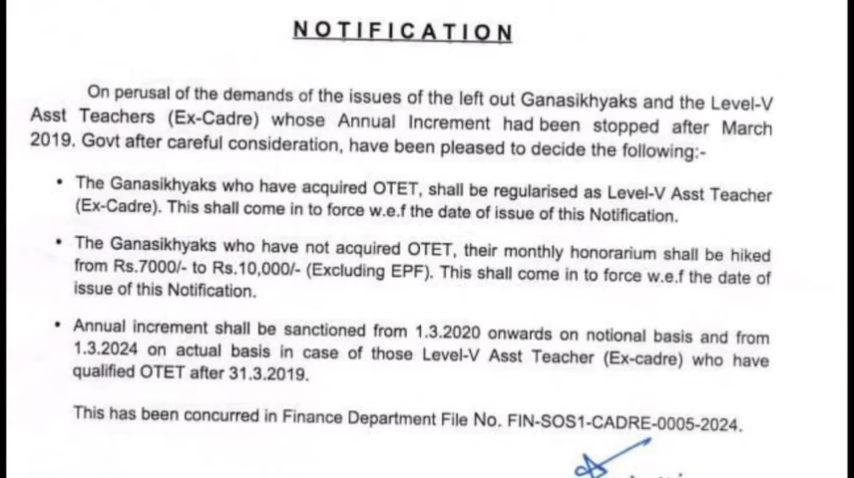 NOTIFICATION
On perusal of the demands of the issues of the left out Ganasikhyaks and the Level-V
Asst Teachers (Ex-Cadre) whose Annual Increment had been stopped after March
2019. Govt after careful consideration, have been pleased to decide the following:-
• The Ganasikhyaks who have acquired OTET, shall be regularised as Level-V Asst Teacher
(Ex-Cadre). This shall come in to force w.e.f the date of issue of this Notification.
• The Ganasikhyaks who have not acquired OTET, their monthly honorarium shall be hiked
from Rs.7000/- to Rs.10,000/- (Excluding EPF). This shall come in to force w.e.f the date of
issue of this Notification.
• Annual increment shall be sanctioned from 1.3.2020 onwards on notional basis and from
1.3.2024 on actual basis in case of those Level-V Asst Teacher (Ex-cadre) who have
qualified OTET after 31.3.2019.
This has been concurred in Finance Department File No. FIN-SOS1-CADRE-0005-2024.